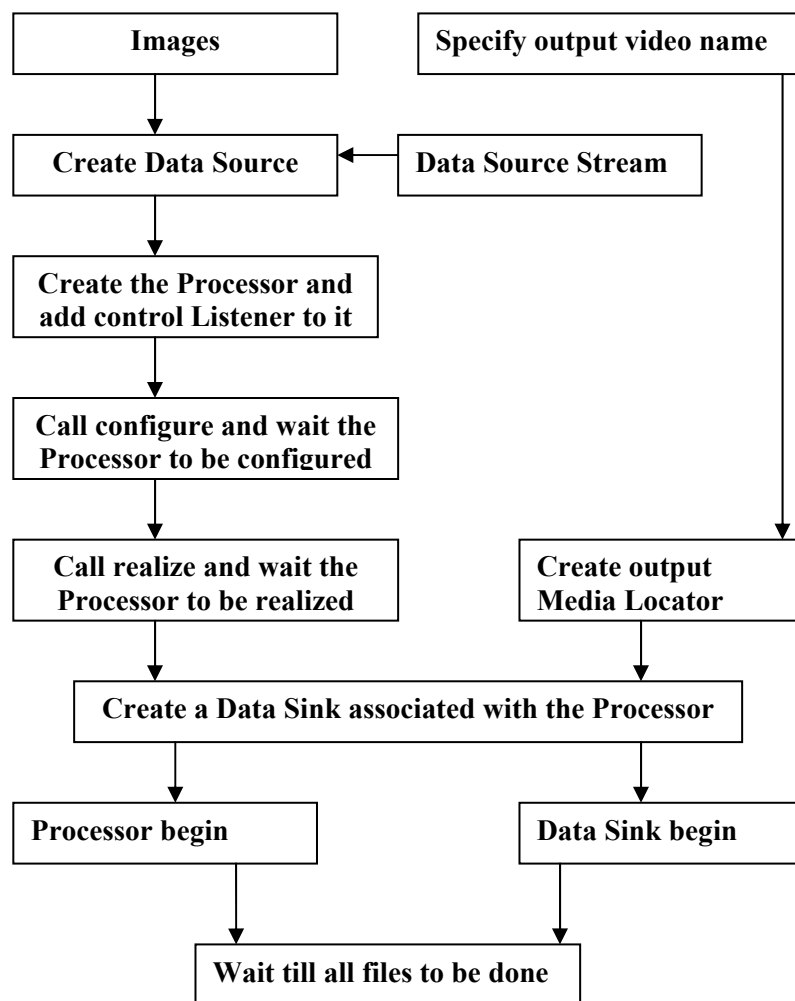 Images
Specify output video name
Create Data Source
Data Source Stream
Create the Processor and
add control Listener to it
Call configure and wait the
Processor to be configured
Call realize and wait the
Processor to be realized
Create output
Media Locator
Create a Data Sink associated with the Processor
Processor begin
Data Sink begin
Wait till all files to be done